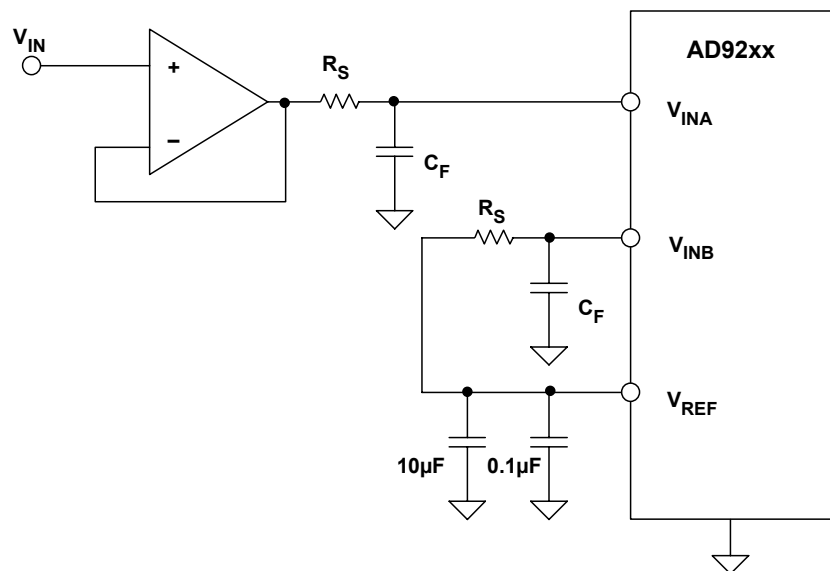 V_IN
+
−
R_S
C_F
AD92xx
V_INA
R_S
V_INB
C_F
V_REF
10µF
0.1µF